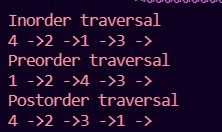 Inorder traversal
4 ->2 ->1 ->3 ->
Preorder traversal
1 ->2 ->4 ->3 ->
Postorder traversal
4 ->2 ->3 ->1 ->